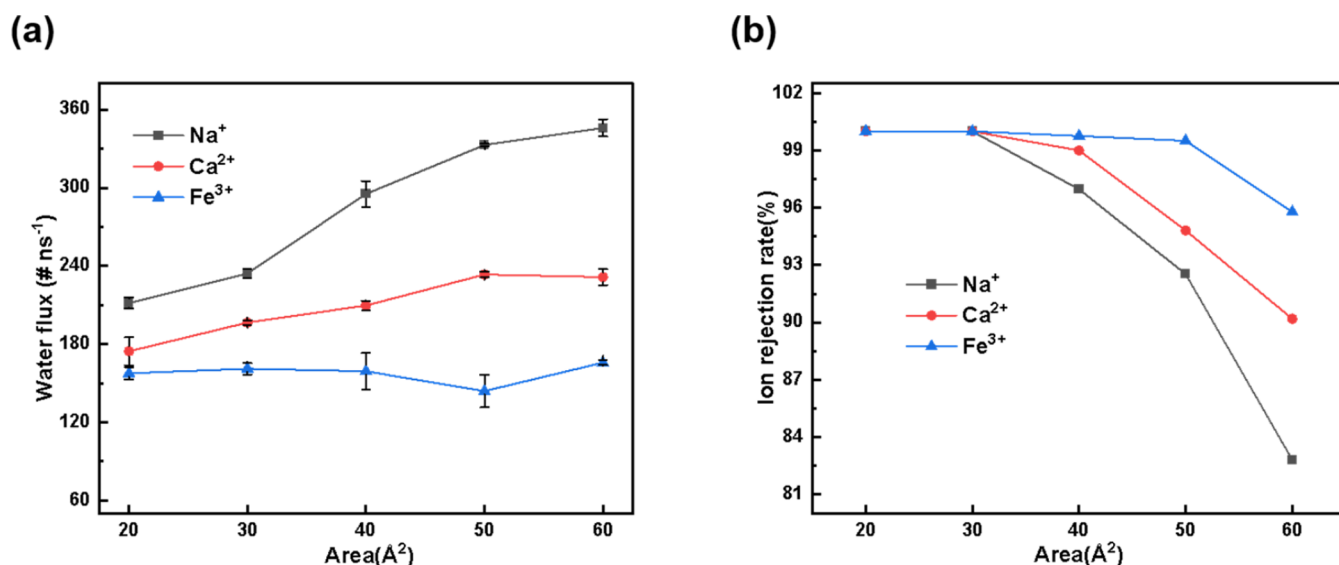 (a)
Water flux (# ns⁻¹)
360
300
240
180
120
60
Na⁺
Ca²⁺
Fe³⁺
20 30 40 50 60
Area(Å²)
(b)
Ion rejection rate(%)
102
99
96
93
90
87
84
81
Na⁺
Ca²⁺
Fe³⁺
20 30 40 50 60
Area(Å²)